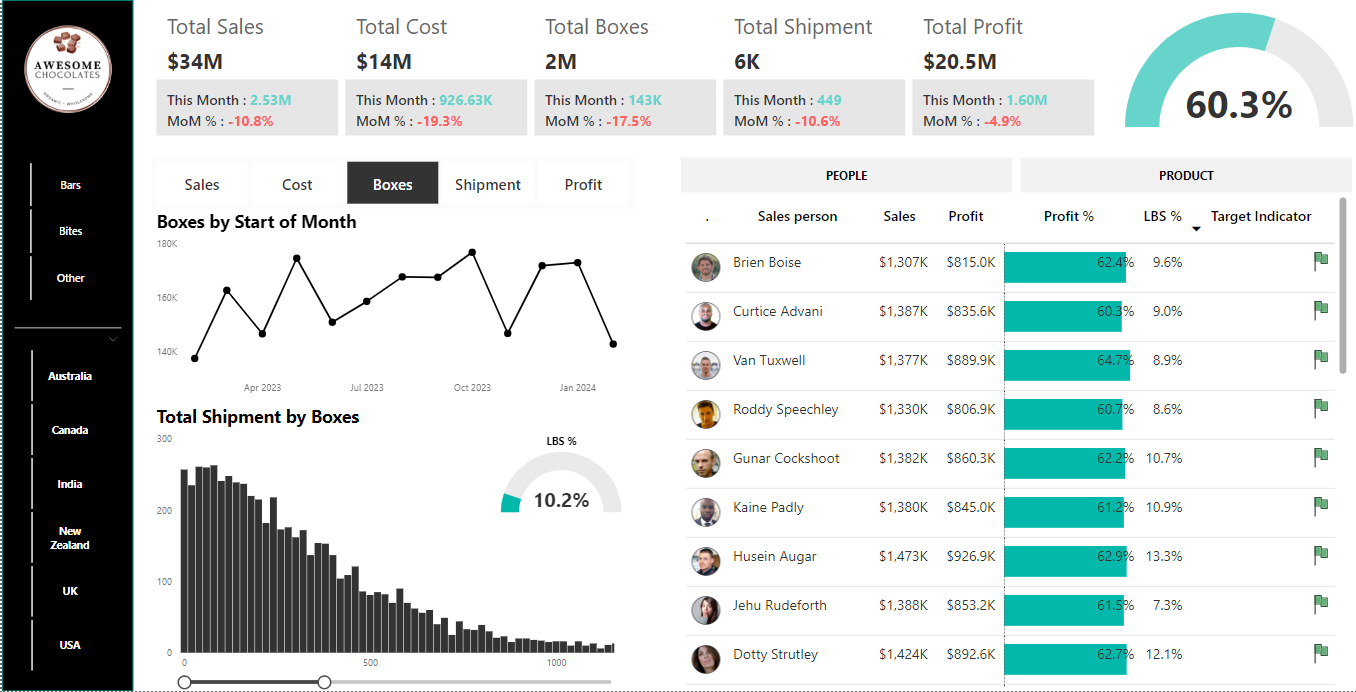 AWESOME
CHOCOLATES
Bars
Bites
Other
Australia
Canada
India
New
Zealand
UK
USA
Total Sales
$34M
This Month : 2.53M
MoM % : -10.8%
Total Cost
$14M
This Month : 926.63K
MoM % : -19.3%
Total Boxes
2M
This Month : 143K
MoM % : -17.5%
Total Shipment
6K
This Month : 449
MoM % : -10.6%
Total Profit
$20.5M
This Month : 1.60M
MoM % : -4.9%
60.3%
Sales Cost Boxes Shipment Profit
Boxes by Start of Month
180K
160K
140K
Apr 2023 Jul 2023 Oct 2023 Jan 2024
Total Shipment by Boxes
300
200
100
0
0 500 1000
LBS %
10.2%
PEOPLE PRODUCT
. Sales person Sales Profit Profit % LBS % Target Indicator
Brien Boise $1,307K $815.0K 62.4% 9.6%
Curtice Advani $1,387K $835.6K 60.3% 9.0%
Van Tuxwell $1,377K $889.9K 64.7% 8.9%
Roddy Speechley $1,330K $806.9K 60.7% 8.6%
Gunar Cockshoot $1,382K $860.3K 62.2% 10.7%
Kaine Padly $1,380K $845.0K 61.2% 10.9%
Husein Augar $1,473K $926.9K 62.9% 13.3%
Jehu Rudeforth $1,388K $853.2K 61.5% 7.3%
Dotty Strutley $1,424K $892.6K 62.7% 12.1%